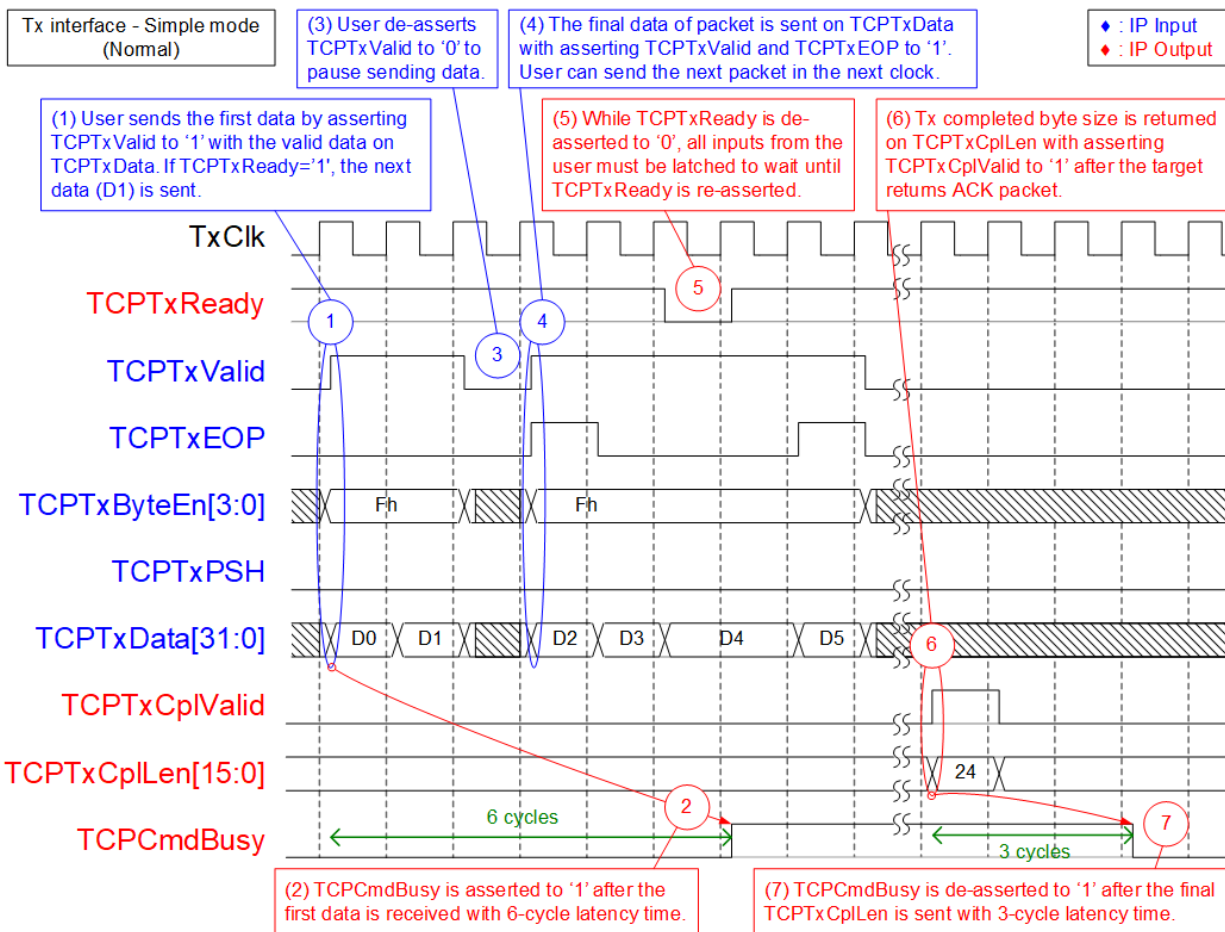 Tx interface - Simple mode
(Normal)
(3) User de-asserts
TCPTxValid to ‘0’ to
pause sending data.
(4) The final data of packet is sent on TCPTxData
with asserting TCPTxValid and TCPTxEOP to ‘1’.
User can send the next packet in the next clock.
♦ : IP Input
♦ : IP Output
(1) User sends the first data by asserting
TCPTxValid to ‘1’ with the valid data on
TCPTxData. If TCPTxReady=’1’, the next
data (D1) is sent.
(5) While TCPTxReady is de-
asserted to ‘0’, all inputs from the
user must be latched to wait until
TCPTxReady is re-asserted.
(6) Tx completed byte size is returned
on TCPTxCplLen with asserting
TCPTxCplValid to ‘1’ after the target
returns ACK packet.
TxClk
TCPTxReady
5
1
4
TCPTxValid
3
TCPTxEOP
TCPTxByteEn[3:0]
Fh
Fh
TCPTxPSH
TCPTxData[31:0]
D0
D1
D2
D3
D4
D5
6
TCPTxCplValid
TCPTxCplLen[15:0]
24
2
6 cycles
TCPCmdBusy
7
3 cycles
(2) TCPCmdBusy is asserted to ‘1’ after the
first data is received with 6-cycle latency time.
(7) TCPCmdBusy is de-asserted to ‘1’ after the final
TCPTxCplLen is sent with 3-cycle latency time.